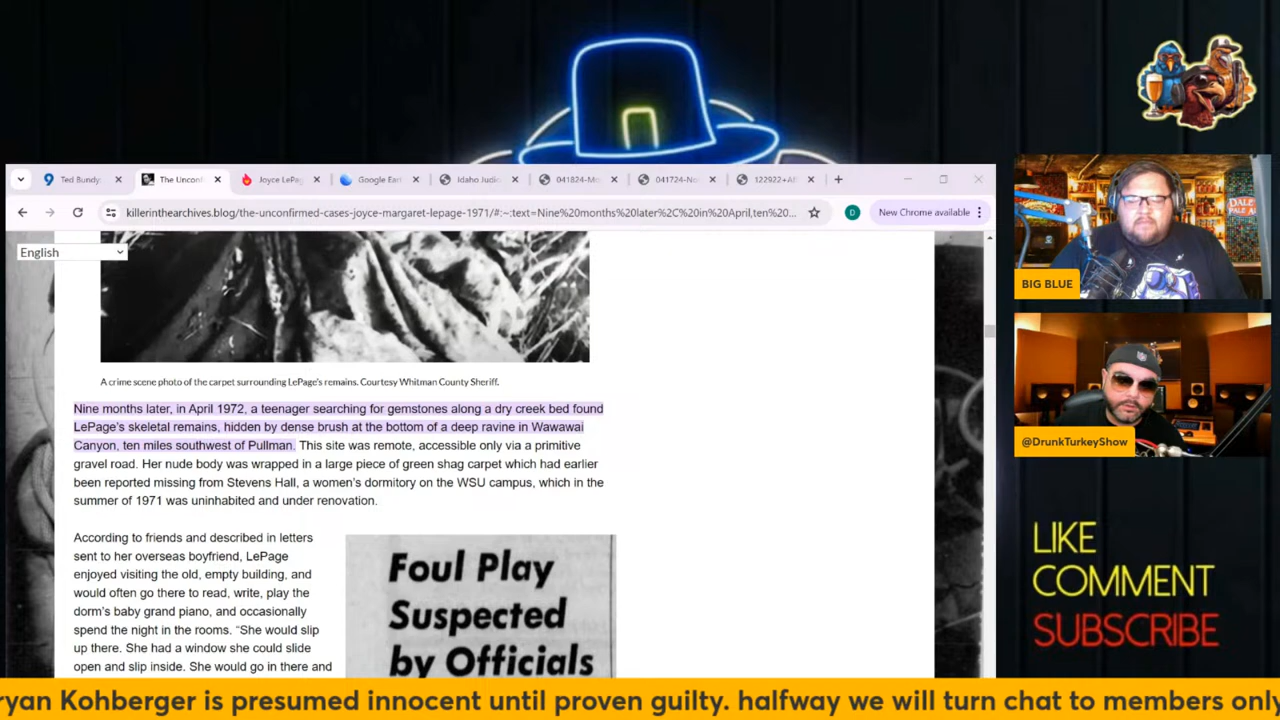 Ted Bundy
The Uncon
Joyce LePa
Google Ear
Idaho Judi
041824-Mo
041724-No
122922+Af
killerinthearchives.blog/the-unconfirmed-cases-joyce-margaret-lepage-1971/#:~:text=Nine%20months%20later%2C%20in%20April,ten%20...
D
New Chrome available
English
A crime scene photo of the carpet surrounding LePage's remains. Courtesy Whitman County Sheriff.
Nine months later, in April 1972, a teenager searching for gemstones along a dry creek bed found
LePage's skeletal remains, hidden by dense brush at the bottom of a deep ravine in Wawawai
Canyon, ten miles southwest of Pullman. This site was remote, accessible only via a primitive
gravel road. Her nude body was wrapped in a large piece of green shag carpet which had earlier
been reported missing from Stevens Hall, a women's dormitory on the WSU campus, which in the
summer of 1971 was uninhabited and under renovation.
According to friends and described in letters
sent to her overseas boyfriend, LePage
enjoyed visiting the old, empty building, and
would often go there to read, write, play the
dorm's baby grand piano, and occasionally
spend the night in the rooms. "She would slip
up there. She had a window she could slide
open and slip inside. She would go in there and
Foul Play
Suspected
by Officials
DALE'S
PALE ALE
BIG BLUE
@DrunkTurkeyShow
LIKE
COMMENT
SUBSCRIBE
ryan Kohberger is presumed innocent until proven guilty. halfway we will turn chat to members only